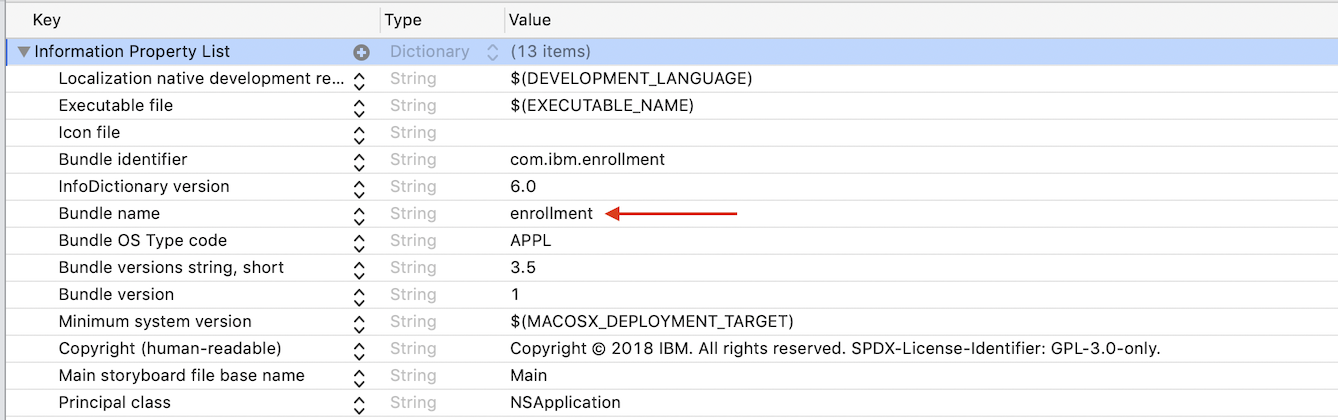 Key Type Value
Information Property List Dictionary (13 items)
Localization native development re... String $(DEVELOPMENT_LANGUAGE)
Executable file String $(EXECUTABLE_NAME)
Icon file String
Bundle identifier String com.ibm.enrollment
InfoDictionary version String 6.0
Bundle name String enrollment
Bundle OS Type code String APPL
Bundle versions string, short String 3.5
Bundle version String 1
Minimum system version String $(MACOSX_DEPLOYMENT_TARGET)
Copyright (human-readable) String Copyright © 2018 IBM. All rights reserved. SPDX-License-Identifier: GPL-3.0-only.
Main storyboard file base name String Main
Principal class String NSApplication